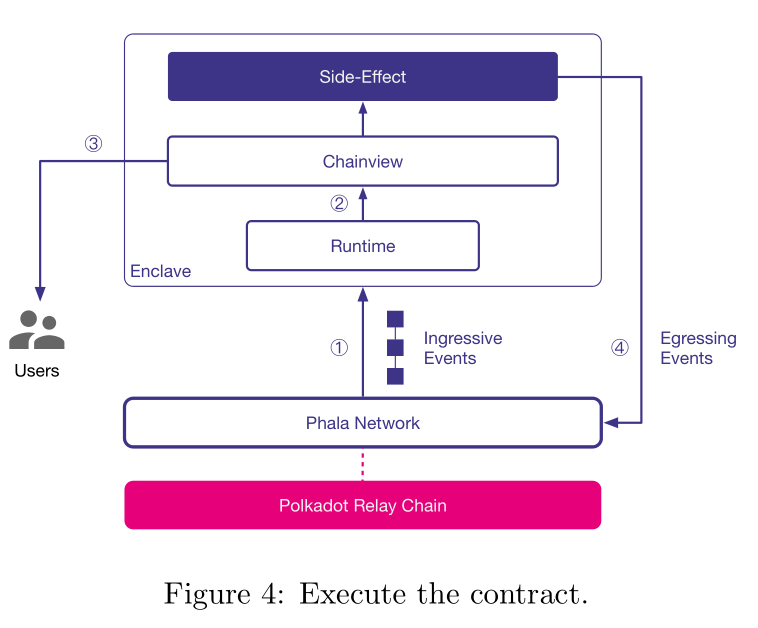 Side-Effect
③
Chainview
②
Runtime
Enclave
Users
①
Ingressive
Events
④
Egressing
Events
Phala Network
Polkadot Relay Chain
Figure 4: Execute the contract.